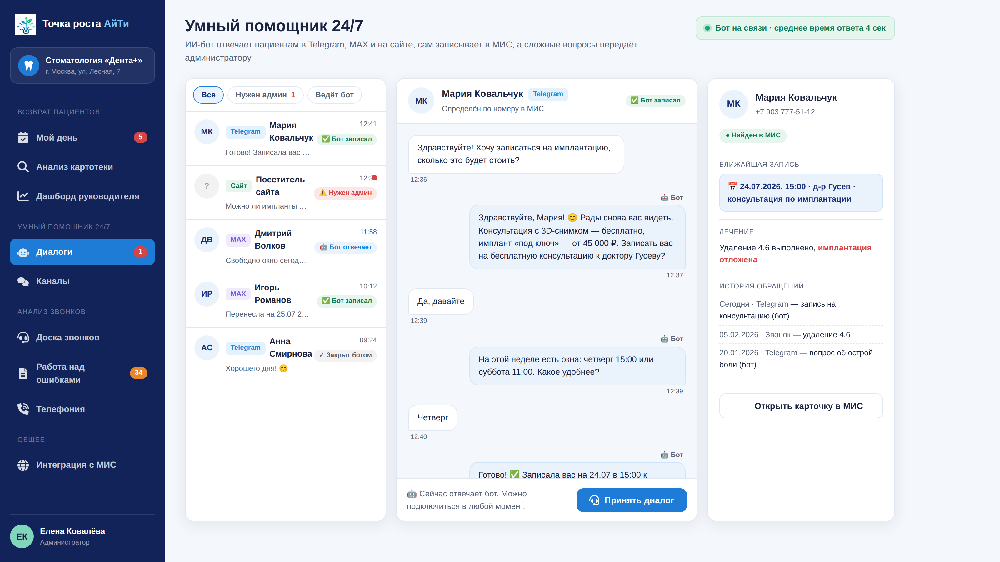 Точка роста АйТи
Стоматология «Дента+»
г. Москва, ул. Лесная, 7
ВОЗВРАТ ПАЦИЕНТОВ
Мой день 5
Анализ картотеки
Дашборд руководителя
УМНЫЙ ПОМОЩНИК 24/7
Диалоги 1
Каналы
АНАЛИЗ ЗВОНКОВ
Доска звонков
Работа над
ошибками
34
Телефония
ОБЩЕЕ
Интеграция с МИС
ЕК
Елена Ковалёва
Администратор
Умный помощник 24/7
ИИ-бот отвечает пациентам в Telegram, MAX и на сайте, сам записывает в МИС, а сложные вопросы передаёт
администратору
Бот на связи · среднее время ответа 4 сек
Все
Нужен админ 1
Ведёт бот
МК
Telegram
Мария
Ковальчук
12:41
✅ Бот записал
Готово! Записала вас …
?
Сайт
Посетитель
сайта
⚠️ Нужен админ
Можно ли импланты …
ДВ
MAX
Дмитрий
Волков
11:58
🤖 Бот отвечает
Свободно окно сегод…
ИР
MAX
Игорь
Романов
10:12
✅ Бот записал
Перенесла на 25.07 2…
АС
Telegram
Анна
Смирнова
09:24
✓ Закрыт ботом
Хорошего дня! 😊
МК
Мария Ковальчук Telegram
Определён по номеру в МИС
✅ Бот записал
Здравствуйте! Хочу записаться на имплантацию,
сколько это будет стоить?
12:36
🤖 Бот
Здравствуйте, Мария! 😊 Рады снова вас видеть.
Консультация с 3D-снимком — бесплатно,
имплант «под ключ» — от 45 000 ₽. Записать вас
на бесплатную консультацию к доктору Гусеву?
12:37
Да, давайте
12:39
🤖 Бот
На этой неделе есть окна: четверг 15:00 или
суббота 11:00. Какое удобнее?
12:39
Четверг
12:40
🤖 Бот
Готово! ✅ Записала вас на 24.07 в 15:00 к
🤖 Сейчас отвечает бот. Можно
подключиться в любой момент.
Принять диалог
МК
Мария Ковальчук
+7 903 777-51-12
• Найден в МИС
БЛИЖАЙШАЯ ЗАПИСЬ
📅 24.07.2026, 15:00 · д-р Гусев ·
консультация по имплантации
ЛЕЧЕНИЕ
Удаление 4.6 выполнено, имплантация
отложена
ИСТОРИЯ ОБРАЩЕНИЙ
Сегодня · Telegram — запись на
консультацию (бот)
05.02.2026 · Звонок — удаление 4.6
20.01.2026 · Telegram — вопрос об острой
боли (бот)
Открыть карточку в МИС